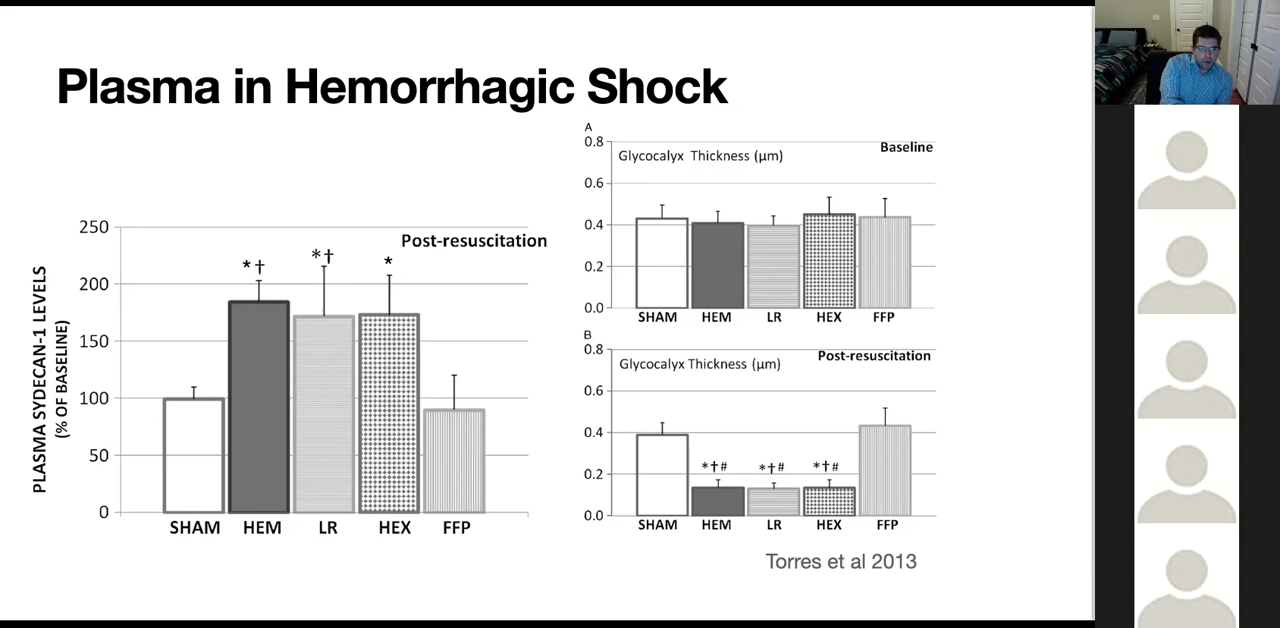 Plasma in Hemorrhagic Shock
250
200
150
100
50
0
PLASMA SYDECAN-1 LEVELS
(% OF BASELINE)
Post-resuscitation
*†
*†
*
SHAM HEM LR HEX FFP
A
0.8
0.6
0.4
0.2
0.0
Glycocalyx Thickness (µm)
Baseline
SHAM HEM LR HEX FFP
B
0.8
0.6
0.4
0.2
0.0
Glycocalyx Thickness (µm)
Post-resuscitation
*†# *†# *†#
SHAM HEM LR HEX FFP
Torres et al 2013